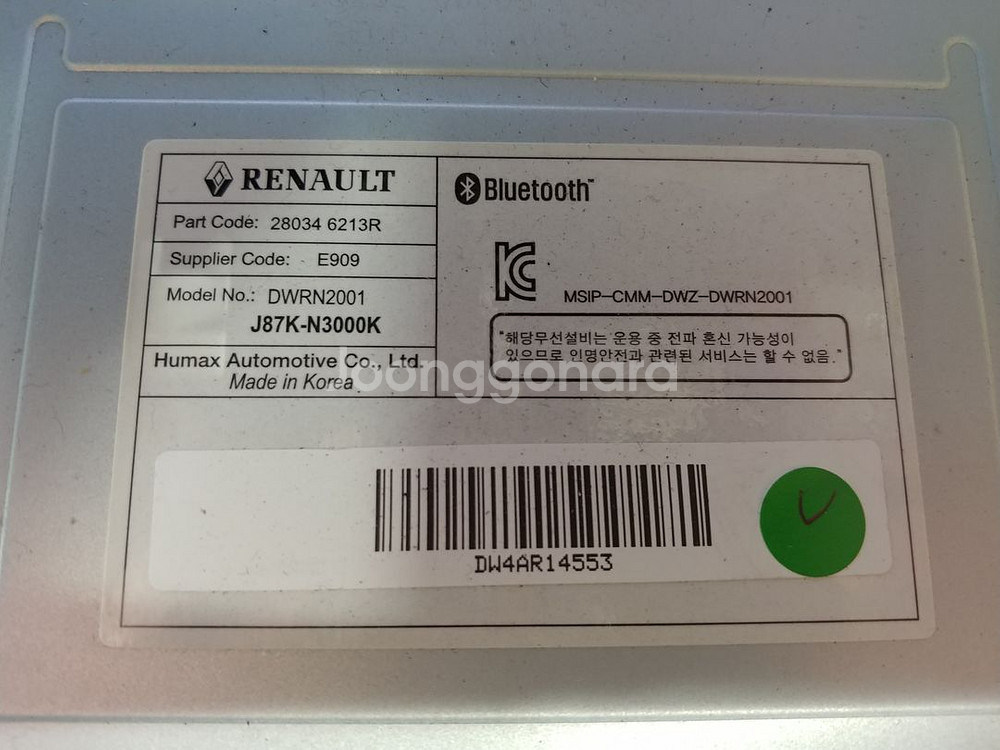 RENAULT
Part Code: 28034 6213R
Supplier Code: E909
Model No.: DWRN2001
J87K-N3000K
Humax Automotive Co., Ltd.
Made in Korea
Bluetooth™
MSIP-CMM-DWZ-DWRN2001
"해당무선설비는 운용 중 전파 혼신 가능성이
있으므로 인명안전과 관련된 서비스는 할 수 없음."
joonggonara
DW4AR14553